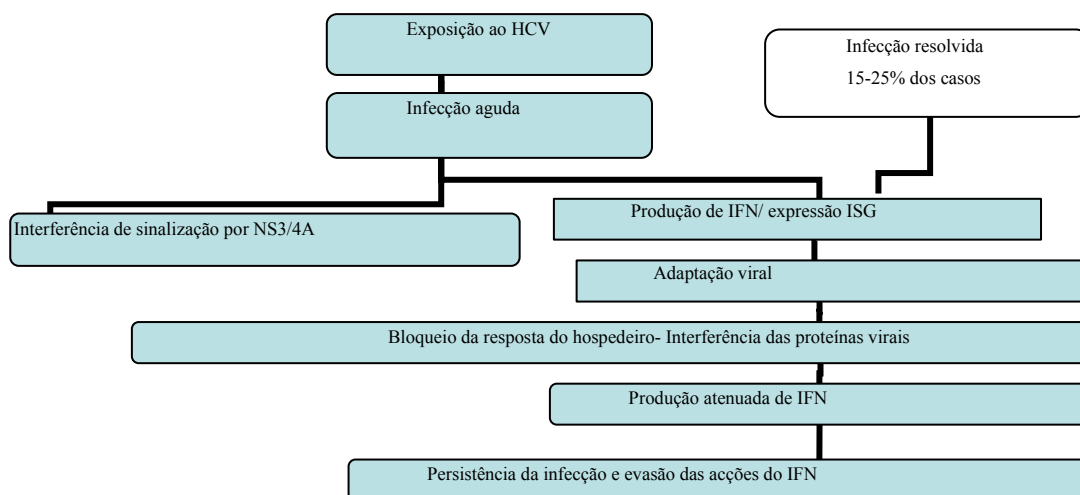 Exposição ao HCV
Infecção resolvida
15-25% dos casos
Infecção aguda
Interferência de sinalização por NS3/4A
Produção de IFN/ expressão ISG
Adaptação viral
Bloqueio da resposta do hospedeiro- Interferência das proteínas virais
Produção atenuada de IFN
Persistência da infecção e evasão das acções do IFN